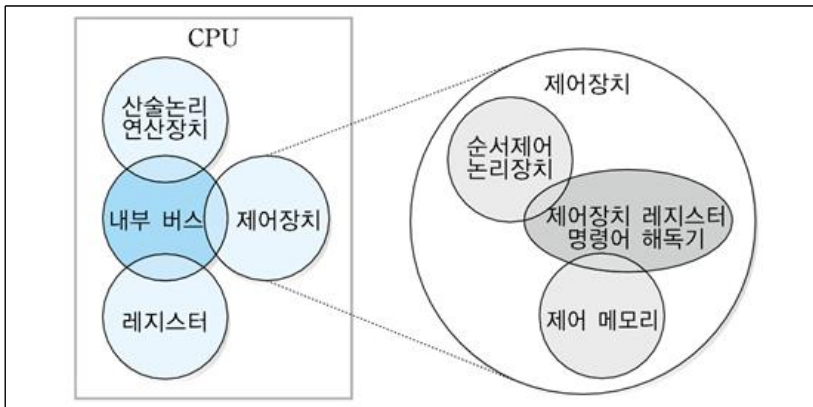 CPU
산술논리
연산장치
내부 버스
제어장치
레지스터
제어장치
순서제어
논리장치
제어장치 레지스터
명령어 해독기
제어 메모리